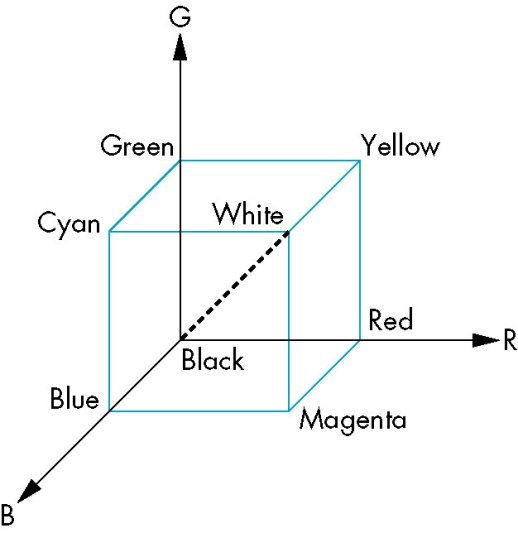 G
Green
Yellow
Cyan
White
Red
R
Black
Blue
Magenta
B